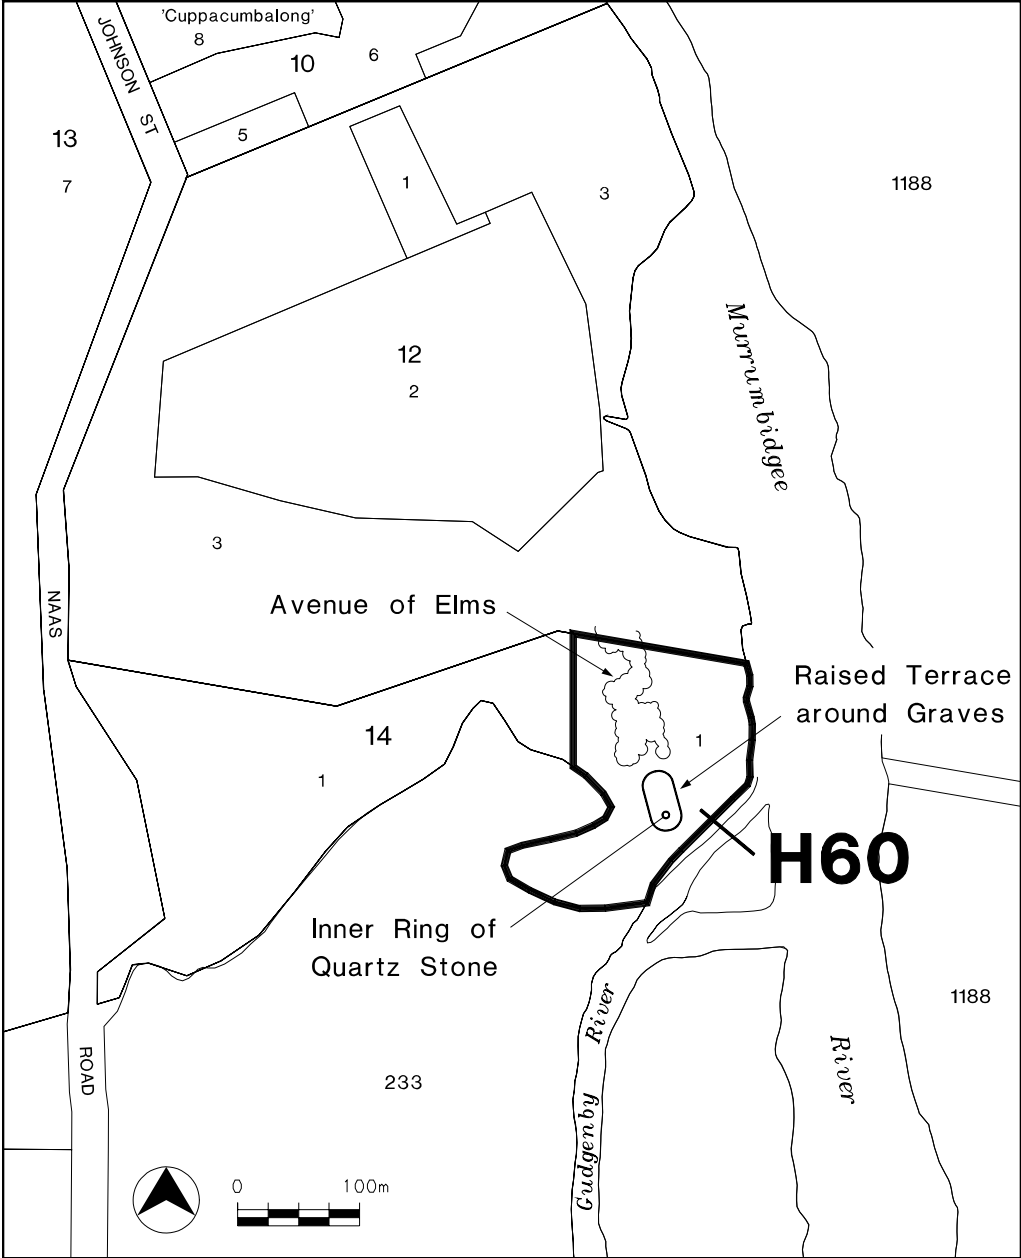 'Cuppacumbalong'
8
JOHNSON ST
10
6
13
5
7
1
3
1188
Murrumbidgee
12
2
3
NAAS
Avenue of Elms
Raised Terrace
around Graves
14
1
1
H60
Inner Ring of
Quartz Stone
1188
River
River
ROAD
233
Gudgenby
0 100m